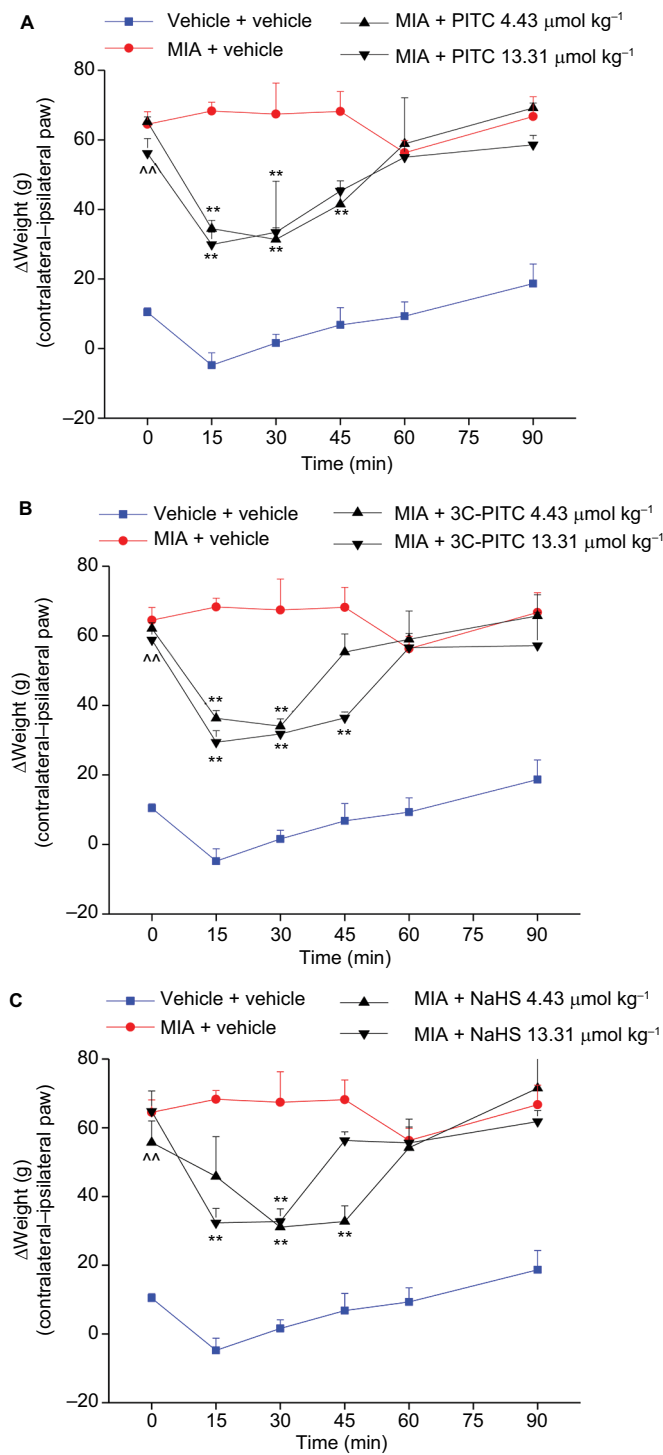 A
Vehicle + vehicle
MIA + vehicle
MIA + PITC 4.43 μmol kg⁻¹
MIA + PITC 13.31 μmol kg⁻¹
ΔWeight (g)
(contralateral–ipsilateral paw)
80
60
40
20
0
–20
^^
**
**
**
**
**
0 15 30 45 60 75 90
Time (min)
B
Vehicle + vehicle
MIA + vehicle
MIA + 3C-PITC 4.43 μmol kg⁻¹
MIA + 3C-PITC 13.31 μmol kg⁻¹
ΔWeight (g)
(contralateral–ipsilateral paw)
80
60
40
20
0
–20
^^
**
**
**
**
**
0 15 30 45 60 75 90
Time (min)
C
Vehicle + vehicle
MIA + vehicle
MIA + NaHS 4.43 μmol kg⁻¹
MIA + NaHS 13.31 μmol kg⁻¹
ΔWeight (g)
(contralateral–ipsilateral paw)
80
60
40
20
0
–20
^^
**
**
**
**
0 15 30 45 60 75 90
Time (min)